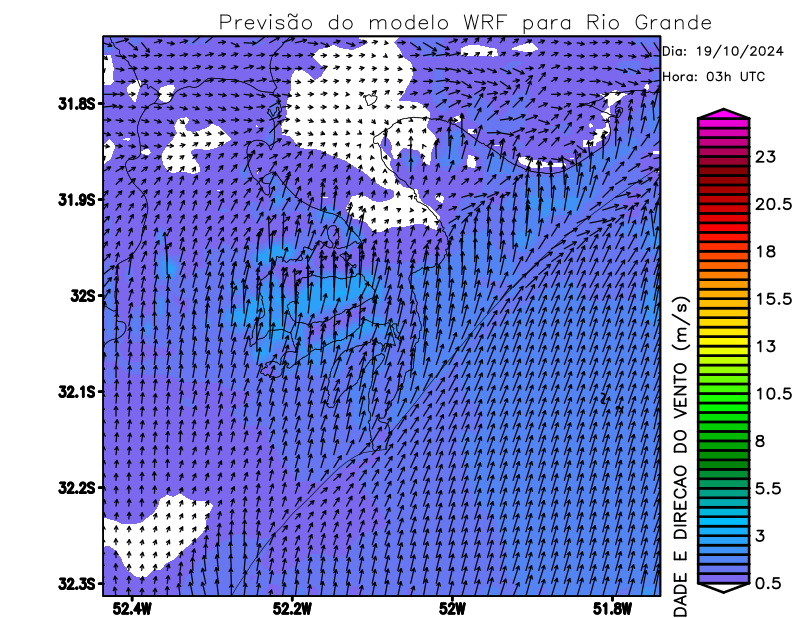 Previsão do modelo WRF para Rio Grande
Dia: 19/10/2024
Hora: 03h UTC
31.8S
31.9S
32S
32.1S
32.2S
32.3S
52.4W
52.2W
52W
51.8W
23
20.5
18
15.5
13
10.5
8
5.5
3
0.5
DADE E DIRECAO DO VENTO (m/s)